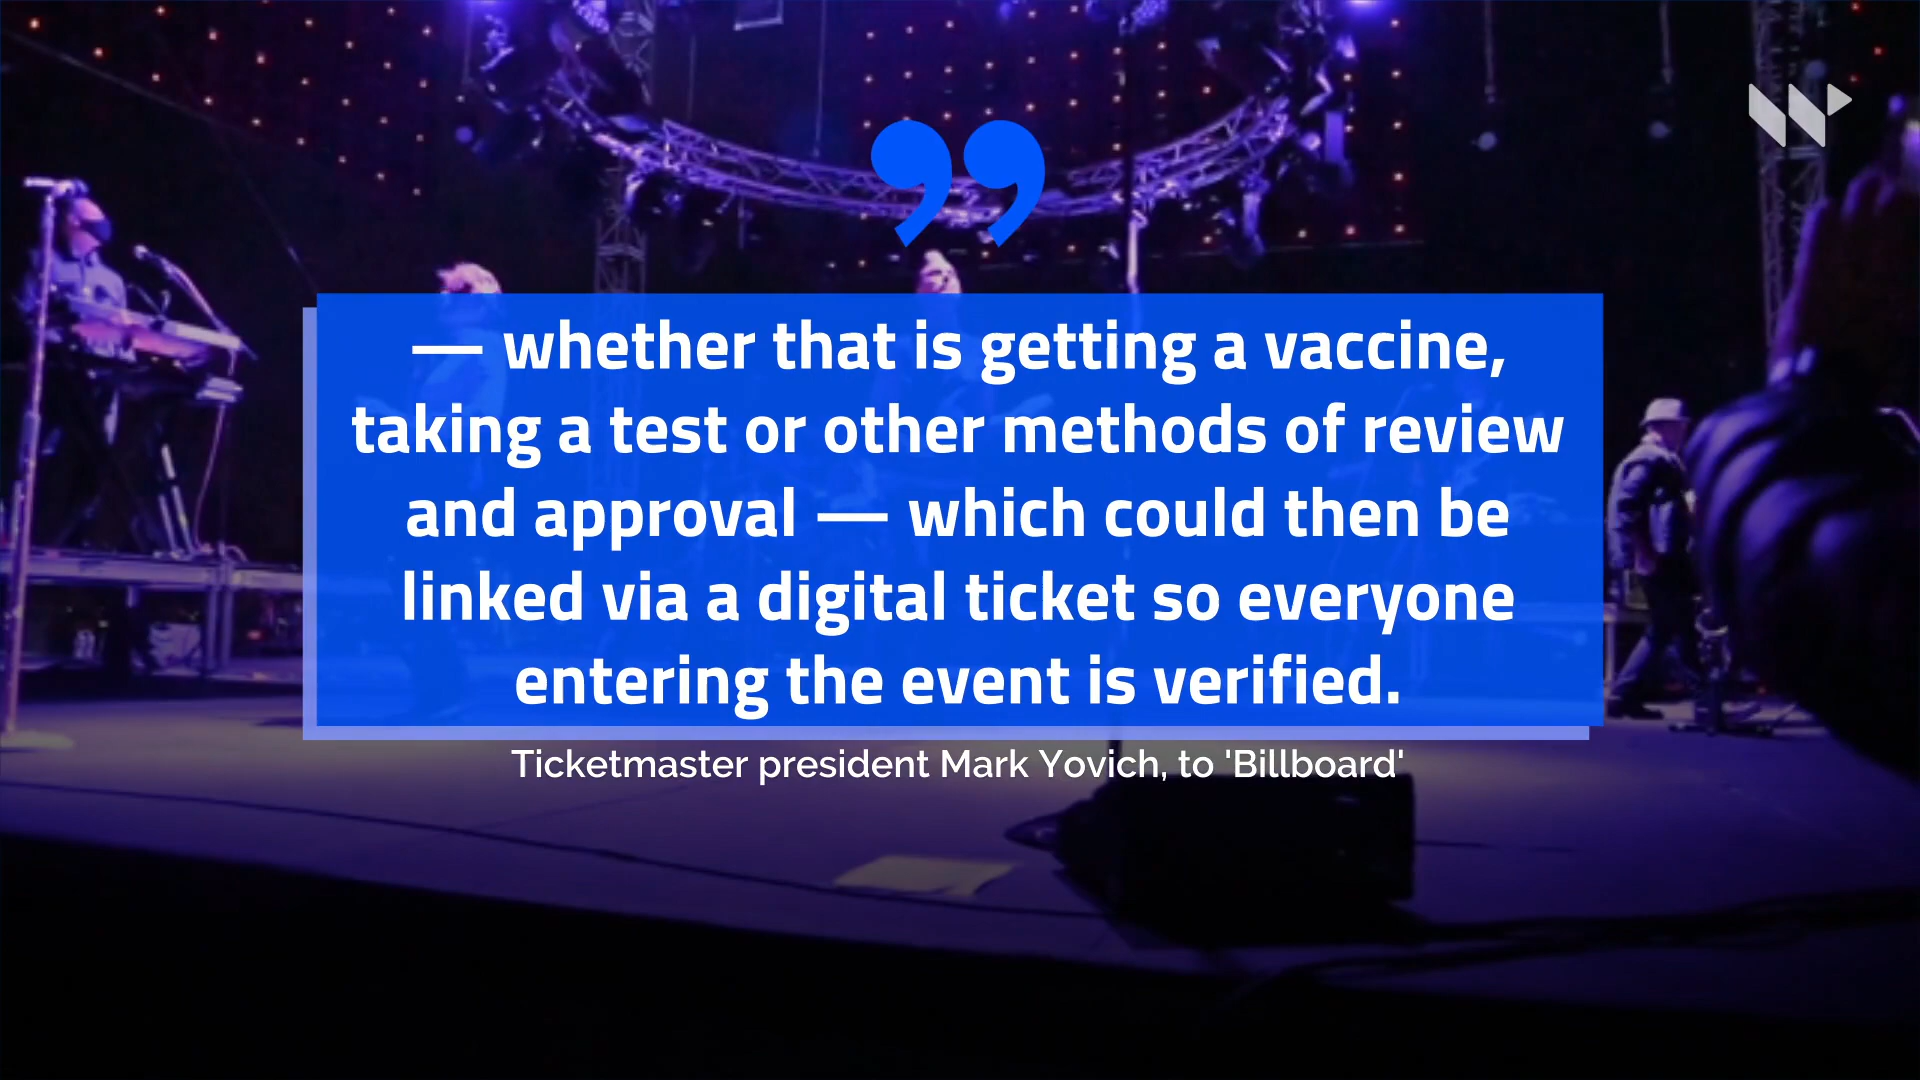 — whether that is getting a vaccine,
taking a test or other methods of review
and approval — which could then be
linked via a digital ticket so everyone
entering the event is verified.
Ticketmaster president Mark Yovich, to 'Billboard'